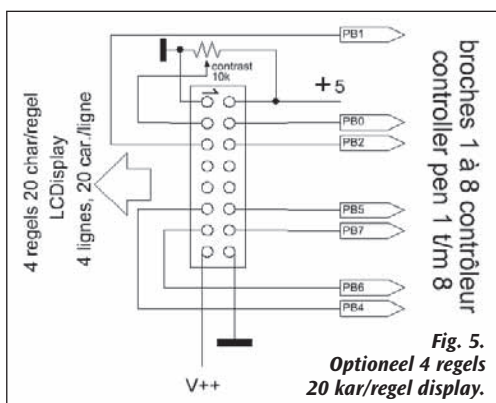 PB1
contrast
10k
+5
PB0
PB2
PB5
PB7
PB6
PB4
V++
4 regels 20 char/regel
LCDisplay
4 lignes, 20 car./ligne
broches 1 à 8 contrôleur
controller pen 1 t/m 8
Fig. 5.
Optioneel 4 regels
20 kar/regel display.